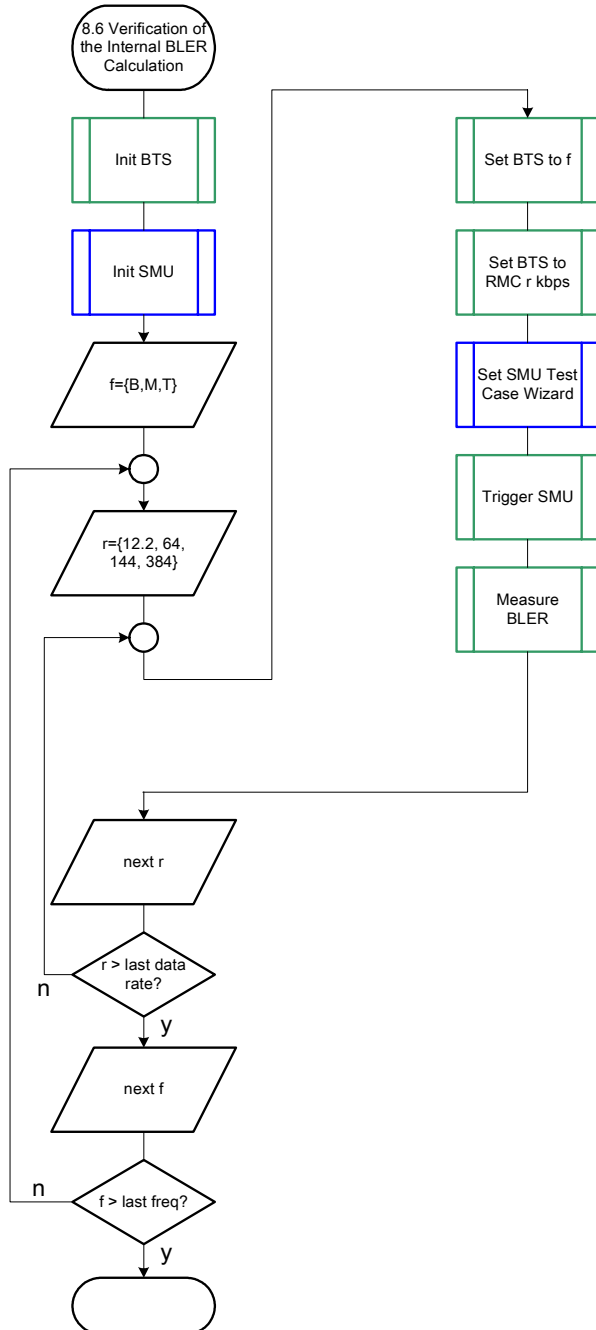 8.6 Verification of
the Internal BLER
Calculation
Init BTS
Init SMU
f={B,M,T}
r={12.2, 64,
144, 384}
Set BTS to f
Set BTS to
RMC r kbps
Set SMU Test
Case Wizard
Trigger SMU
Measure
BLER
next r
r > last data
rate?
n
y
next f
f > last freq?
n
y